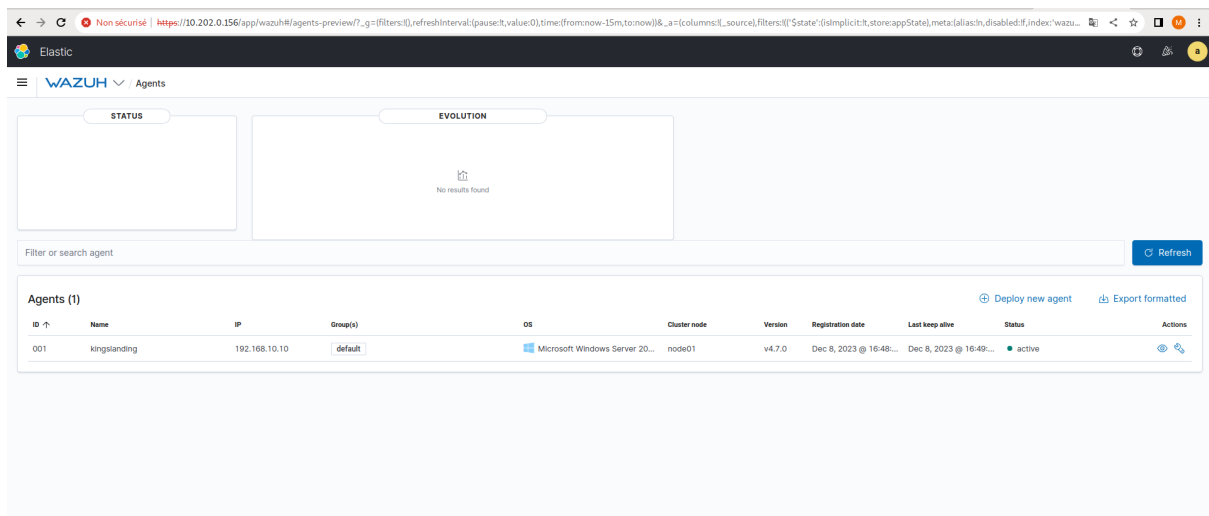 Non sécurisé | https://10.202.0.156/app/wazuh#/agents-preview/?_g=(filters:!(),refreshInterval:(pause:!t,value:0),time:(from:now-15m,to:now))&_a=(columns:!(_source),filters:!(('$state':(isImplicit:!t,store:appState),meta:(alias:!n,disabled:!f,index:'wazu...
M
Elastic
a
WAZUH / Agents
STATUS
EVOLUTION
No results found
Filter or search agent
Refresh
Agents (1)
Deploy new agent
Export formatted
ID Name IP Group(s) OS Cluster node Version Registration date Last keep alive Status Actions
001 kingslanding 192.168.10.10 default Microsoft Windows Server 20... node01 v4.7.0 Dec 8, 2023 @ 16:48:... Dec 8, 2023 @ 16:49:... active